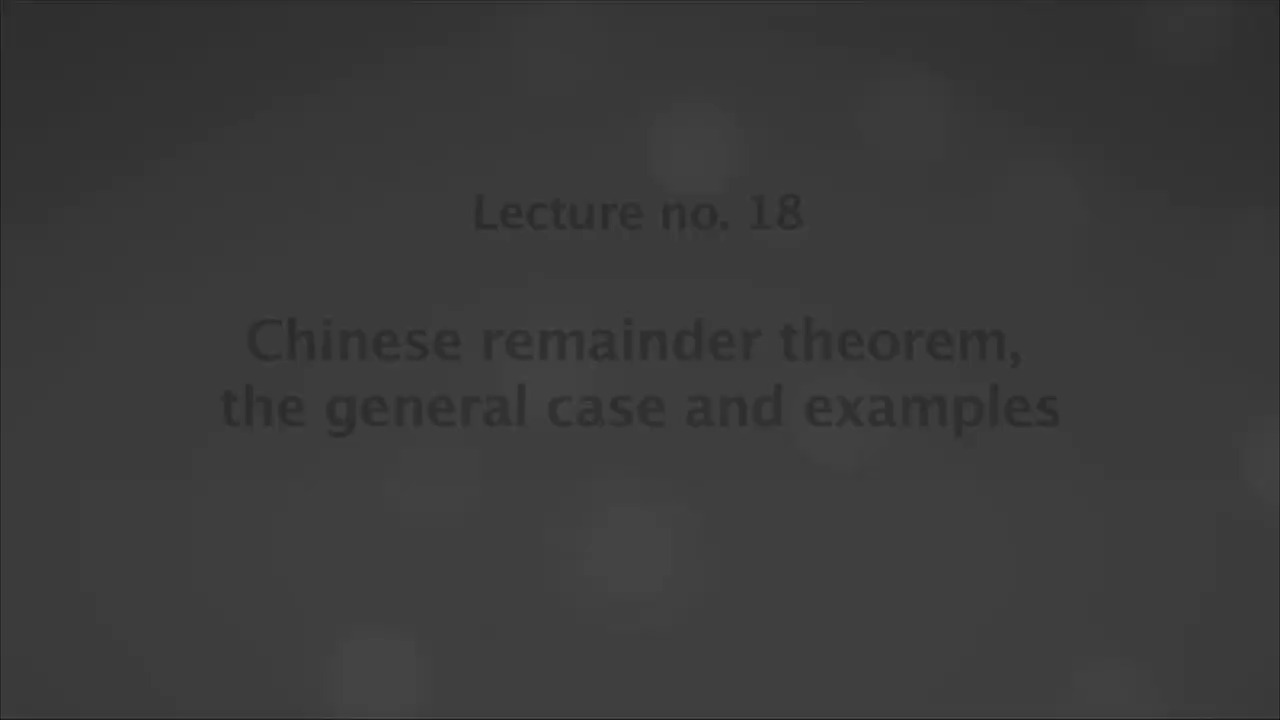 Lecture no. 18
Chinese remainder theorem,
the general case and examples